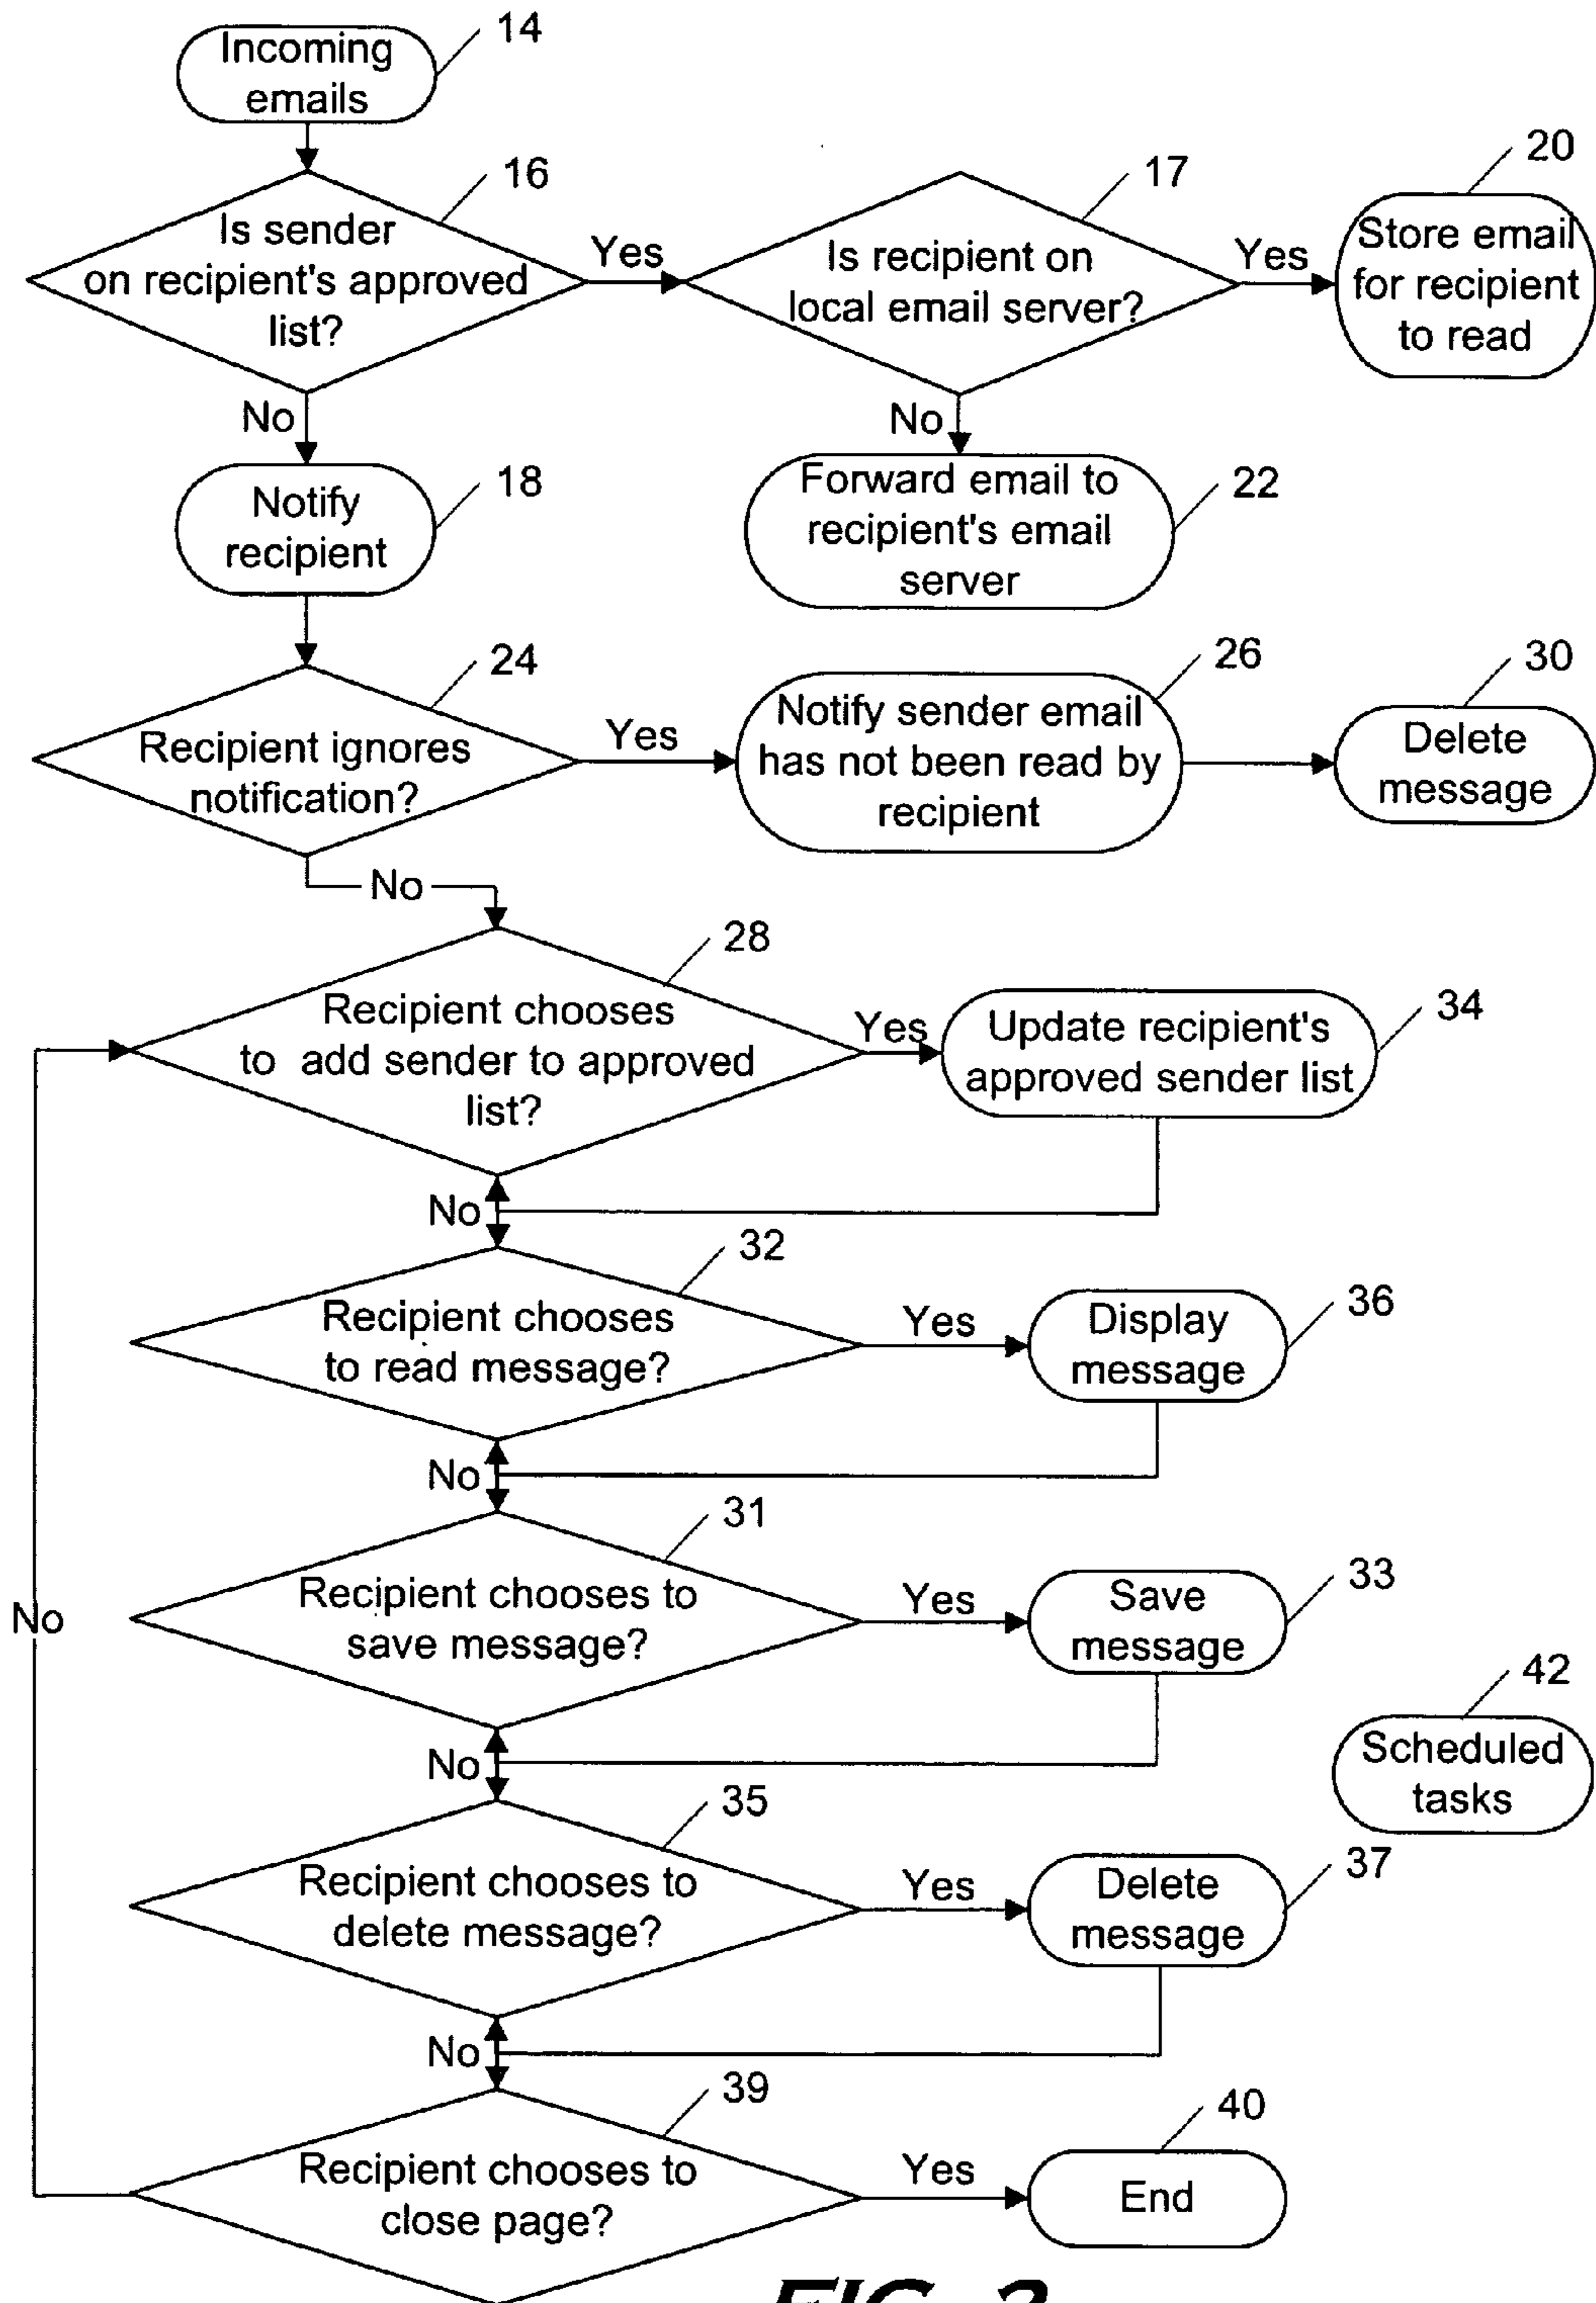 14
Incoming
emails
16
Is sender
on recipient's approved
list?
Yes
17
Is recipient on
local email server?
Yes
20
Store email
for recipient
to read
No
No
18
Notify
recipient
22
Forward email to
recipient's email
server
24
Recipient ignores
notification?
Yes
26
Notify sender email
has not been read by
recipient
30
Delete
message
No
28
Recipient chooses
to add sender to approved
list?
Yes
34
Update recipient's
approved sender list
No
32
Recipient chooses
to read message?
Yes
36
Display
message
No
31
Recipient chooses to
save message?
Yes
33
Save
message
No
42
Scheduled
tasks
No
35
Recipient chooses to
delete message?
Yes
37
Delete
message
No
39
Recipient chooses to
close page?
Yes
40
End